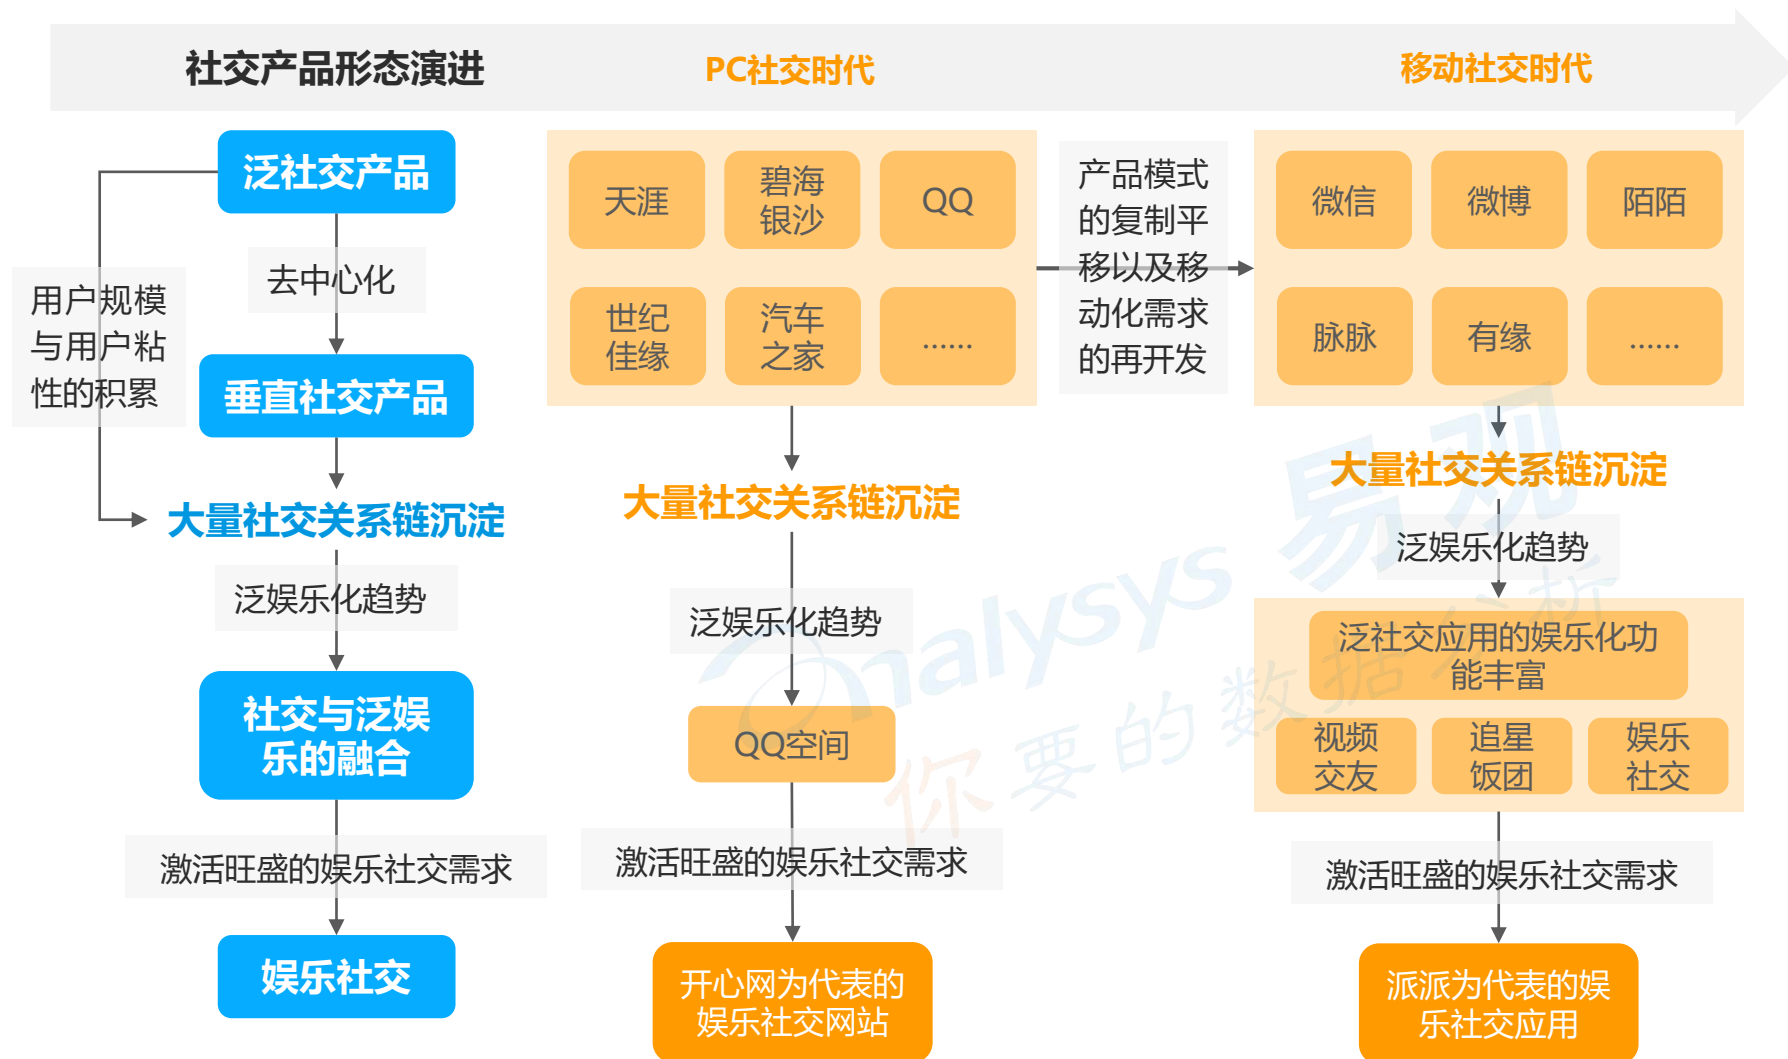 社交产品形态演进
PC社交时代
移动社交时代
泛社交产品
去中心化
用户规模
与用户粘
性的积累
垂直社交产品
大量社交关系链沉淀
泛娱乐化趋势
社交与泛娱
乐的融合
激活旺盛的娱乐社交需求
娱乐社交
天涯
碧海
银沙
QQ
世纪
佳缘
汽车
之家
......
大量社交关系链沉淀
泛娱乐化趋势
QQ空间
激活旺盛的娱乐社交需求
开心网为代表的
娱乐社交网站
产品模式
的复制平
移以及移
动化需求
的再开发
微信
微博
陌陌
脉脉
有缘
......
大量社交关系链沉淀
泛娱乐化趋势
泛社交应用的娱乐化功
能丰富
视频
交友
追星
饭团
娱乐
社交
激活旺盛的娱乐社交需求
派派为代表的娱
乐社交应用
nalysys 易观
你要的数据分析